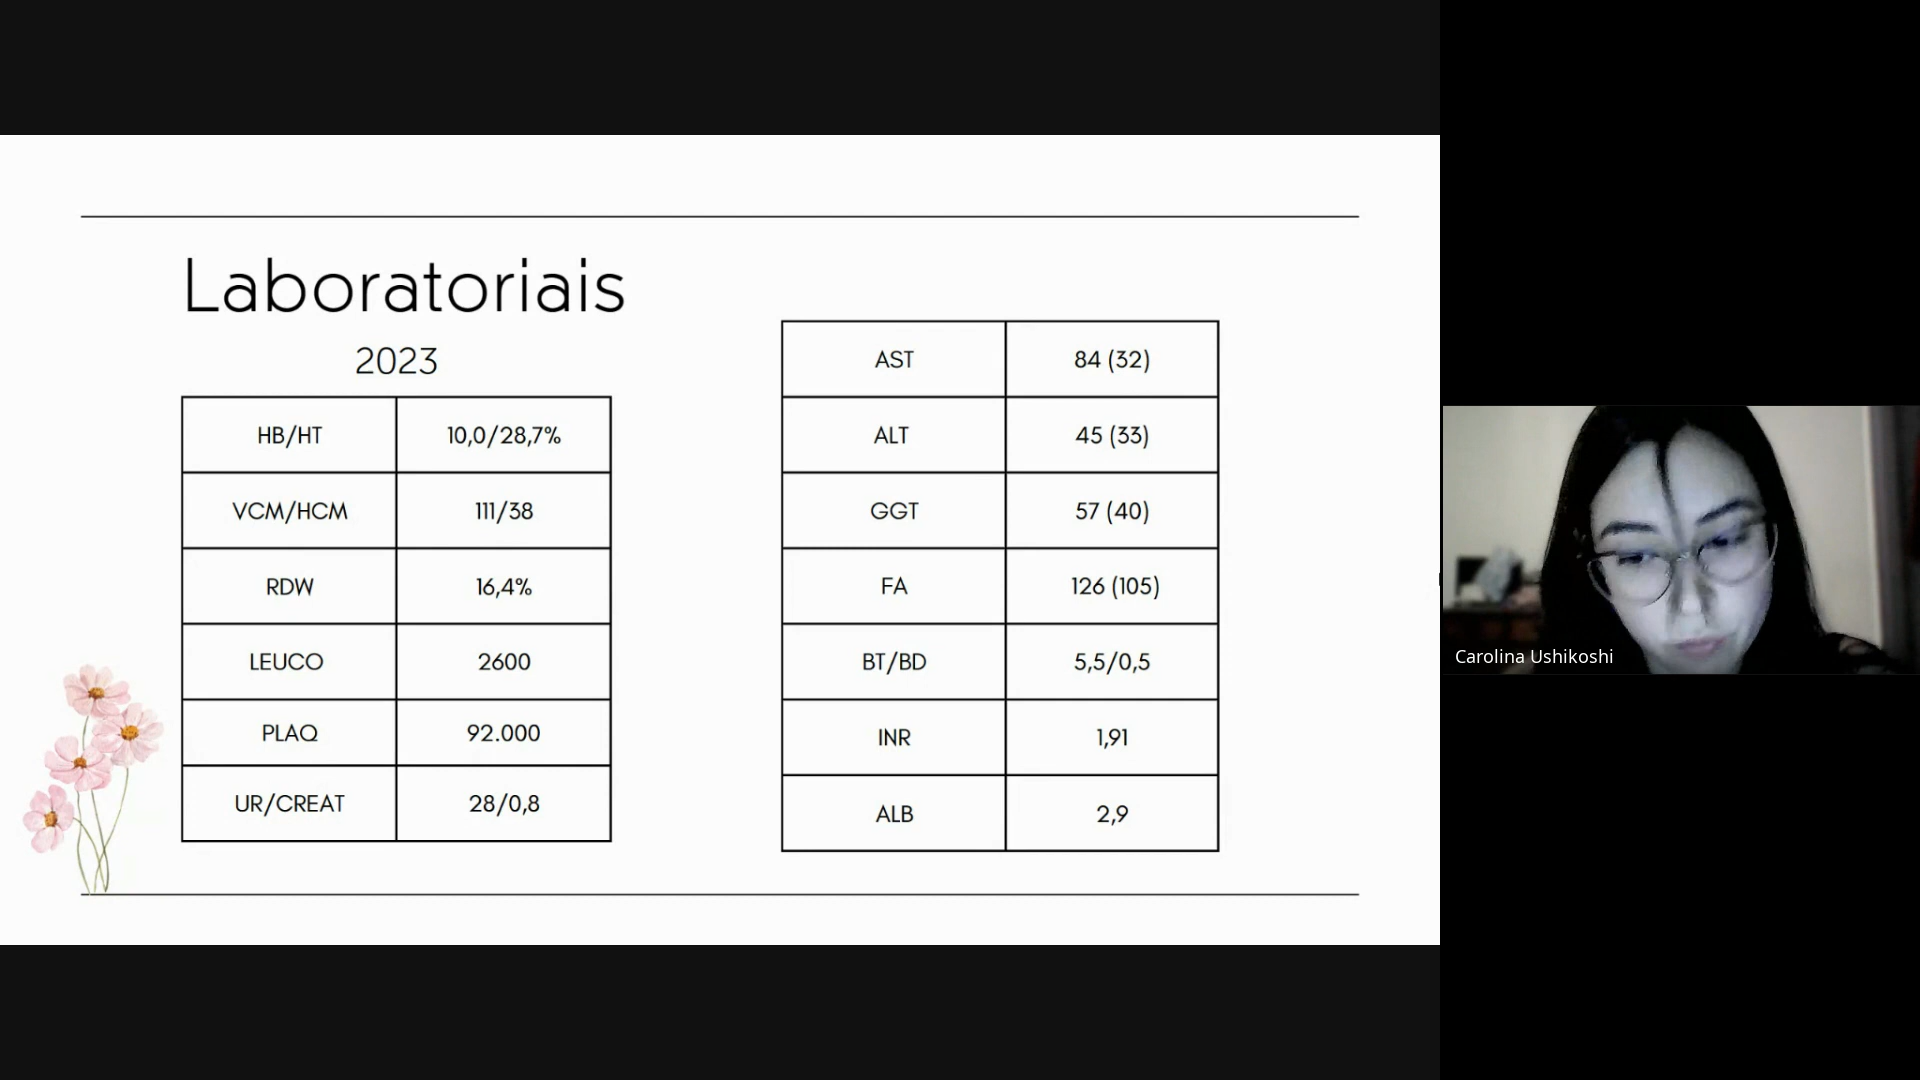 Laboratoriais
2023
HB/HT 10,0/28,7%
VCM/HCM 111/38
RDW 16,4%
LEUCO 2600
PLAQ 92.000
UR/CREAT 28/0,8
AST 84 (32)
ALT 45 (33)
GGT 57 (40)
FA 126 (105)
BT/BD 5,5/0,5
INR 1,91
ALB 2,9
Carolina Ushikoshi